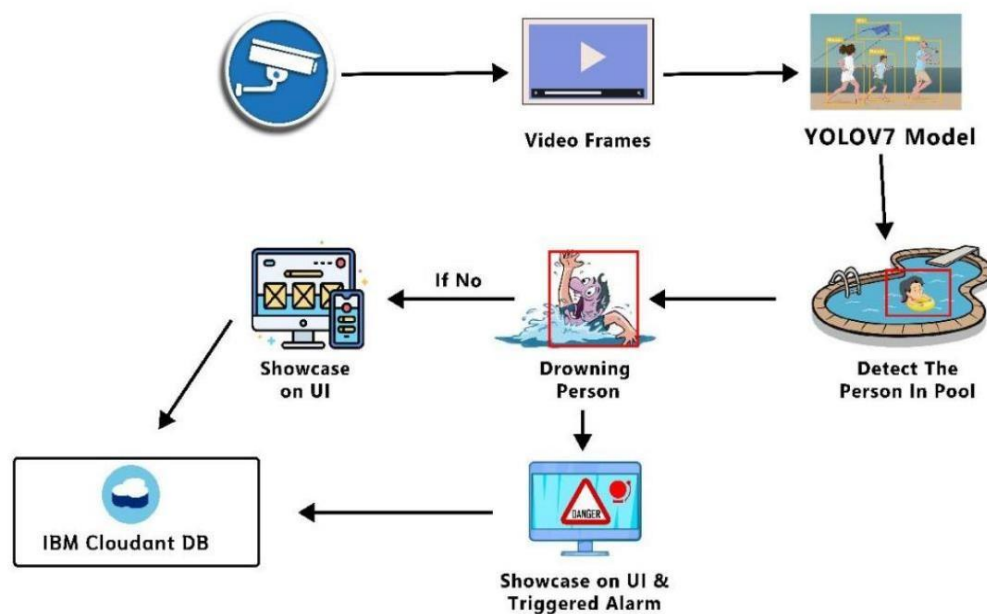 Video Frames
YOLOV7 Model
If No
Showcase
on UI
Drowning
Person
Detect The
Person In Pool
IBM Cloudant DB
DANGER
Showcase on UI &
Triggered Alarm